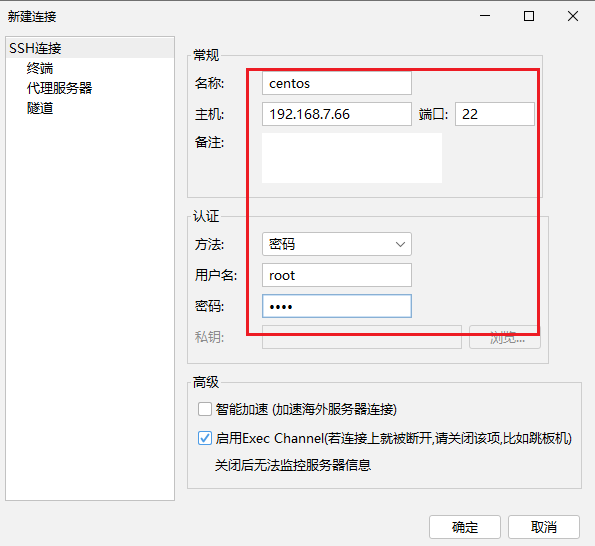 新建连接
SSH连接
终端
代理服务器
隧道
常规
名称: centos
主机: 192.168.7.66 端口: 22
备注:
认证
方法: 密码
用户名: root
密码: ••••
私钥: 浏览...
高级
智能加速 (加速海外服务器连接)
启用Exec Channel(若连接上就被断开,请关闭该项,比如跳板机)
关闭后无法监控服务器信息
确定 取消